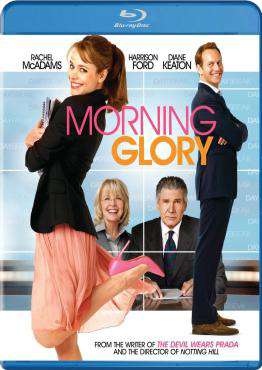 Blu-ray Disc
RACHEL McADAMS
HARRISON FORD
DIANE KEATON
MORNING
GLORY
FROM THE WRITER OF THE DEVIL WEARS PRADA
AND THE DIRECTOR OF NOTTING HILL